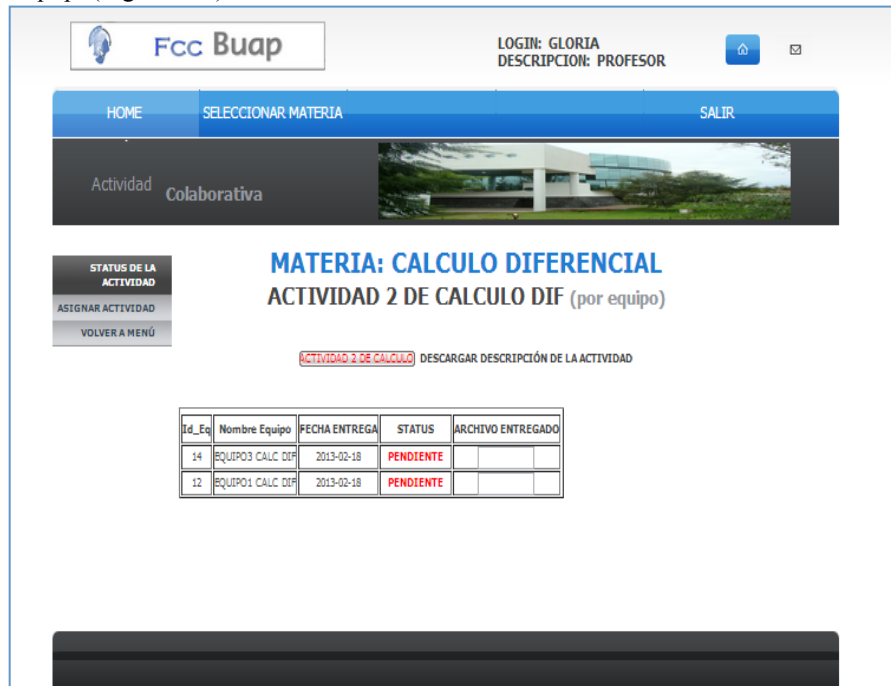 Fcc Buap
LOGIN: GLORIA
DESCRIPCION: PROFESOR
HOME SELECCIONAR MATERIA SALIR
Actividad Colaborativa
STATUS DE LA
ACTIVIDAD
ASIGNAR ACTIVIDAD
VOLVER A MENÚ
MATERIA: CALCULO DIFERENCIAL
ACTIVIDAD 2 DE CALCULO DIF (por equipo)
ACTIVIDAD 2 DE CALCULO DESCARGAR DESCRIPCIÓN DE LA ACTIVIDAD
Id_Eq Nombre Equipo FECHA ENTREGA STATUS ARCHIVO ENTREGADO
14 EQUIPO3 CALC DIF 2013-02-18 PENDIENTE
12 EQUIPO1 CALC DIF 2013-02-18 PENDIENTE